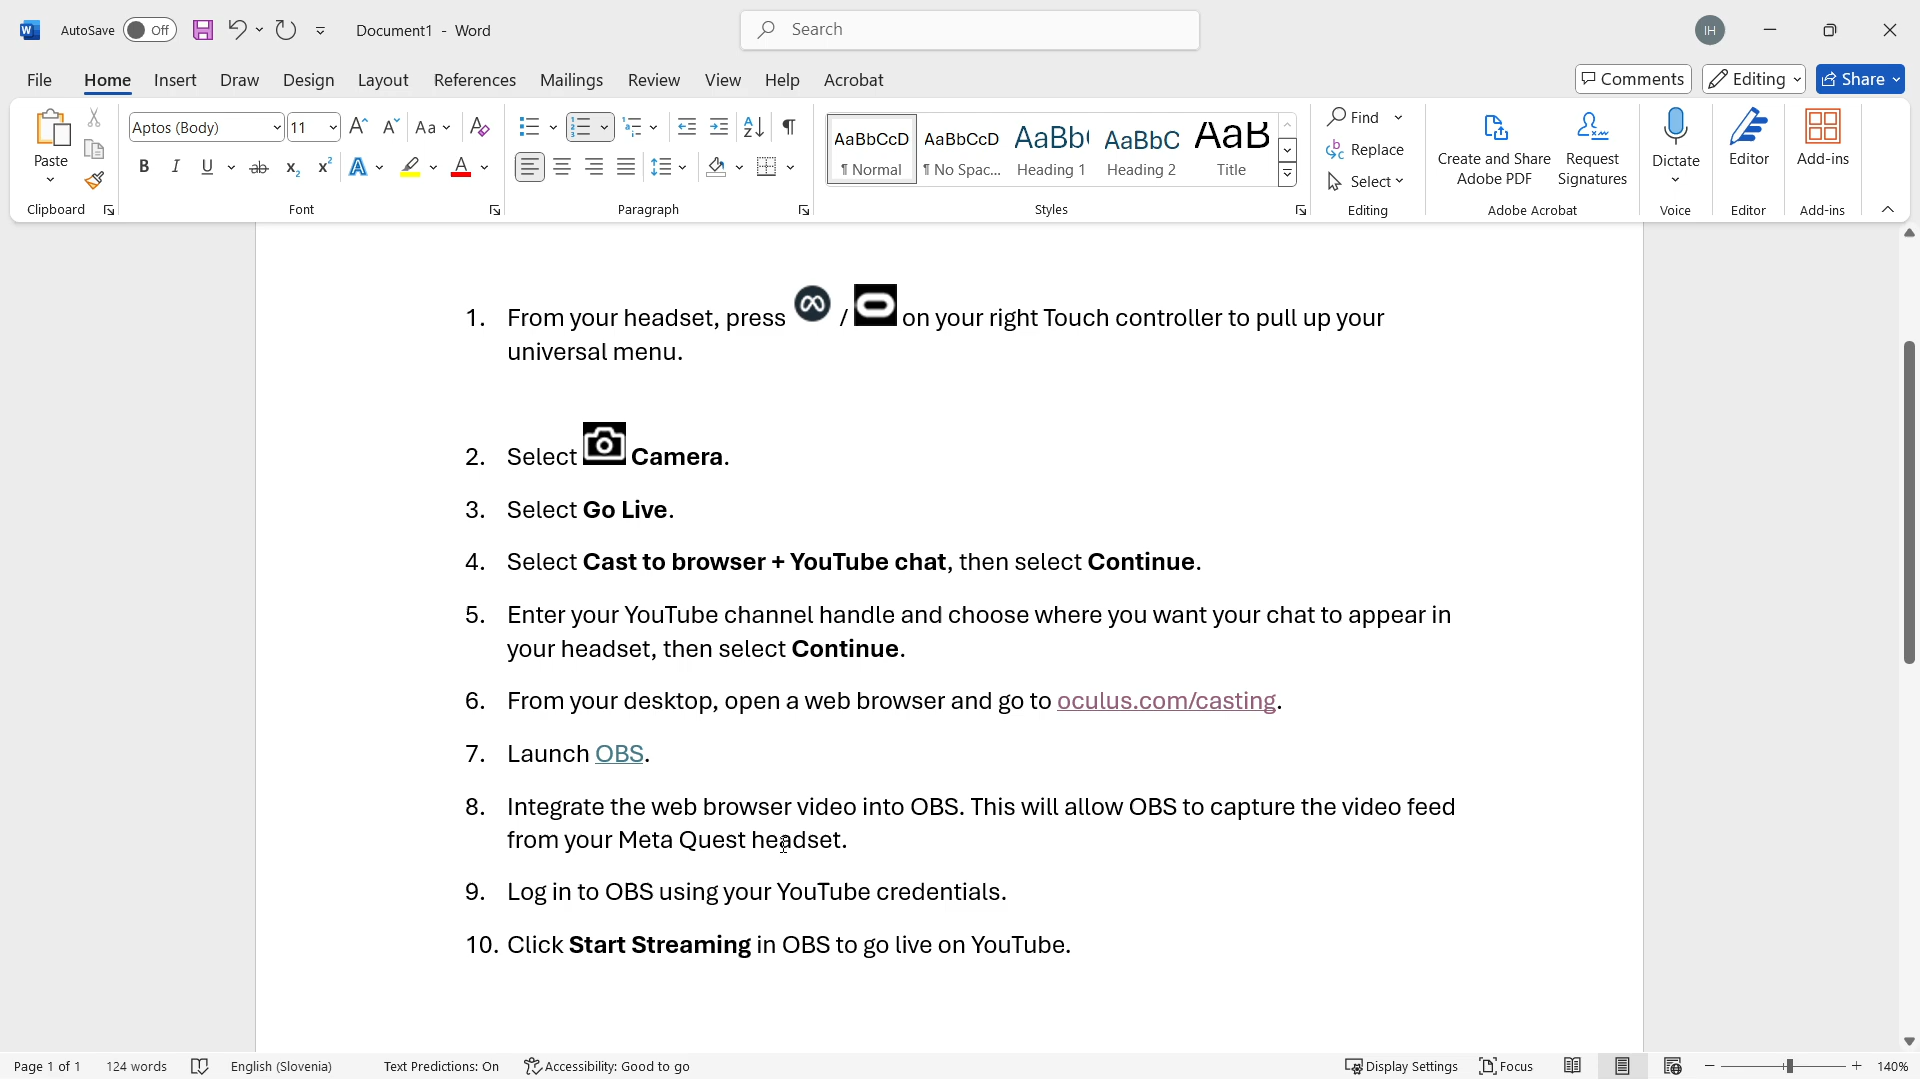 AutoSave Off Document1 - Word Search IH
File Home Insert Draw Design Layout References Mailings Review View Help Acrobat Comments Editing Share
Paste Aptos (Body) 11 AaBbCcD AaBbCcD AaBb( AaBbC AaB Find Replace Select Create and Share Adobe PDF Request Signatures Dictate Editor Add-ins
¶ Normal ¶ No Spac... Heading 1 Heading 2 Title
Clipboard Font Paragraph Styles Editing Adobe Acrobat Voice Editor Add-ins
1. From your headset, press / on your right Touch controller to pull up your
universal menu.
2. Select Camera.
3. Select Go Live.
4. Select Cast to browser + YouTube chat, then select Continue.
5. Enter your YouTube channel handle and choose where you want your chat to appear in
your headset, then select Continue.
6. From your desktop, open a web browser and go to oculus.com/casting.
7. Launch OBS.
8. Integrate the web browser video into OBS. This will allow OBS to capture the video feed
from your Meta Quest headset.
9. Log in to OBS using your YouTube credentials.
10. Click Start Streaming in OBS to go live on YouTube.
Page 1 of 1 124 words English (Slovenia) Text Predictions: On Accessibility: Good to go Display Settings Focus 140%